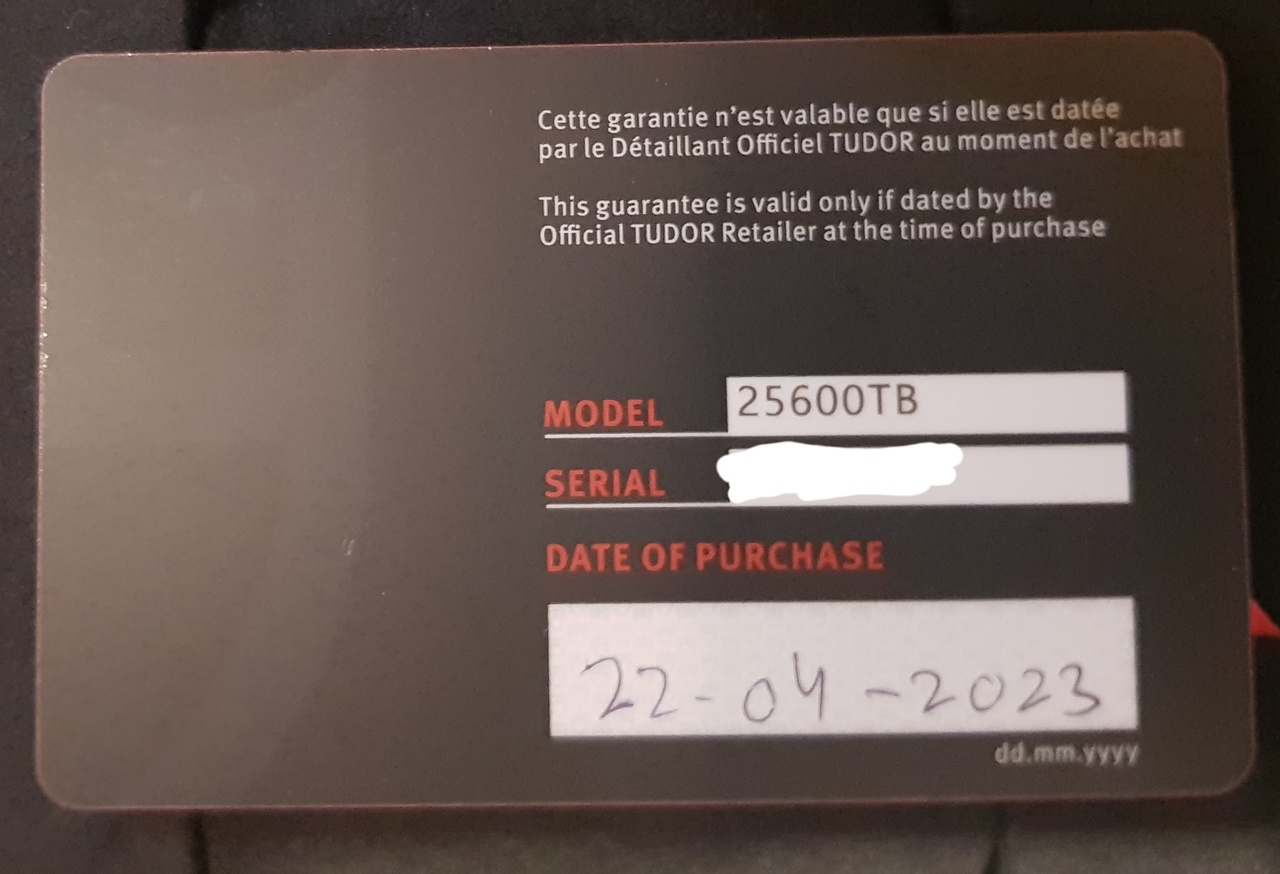 Cette garantie n'est valable que si elle est datée
par le Détaillant Officiel TUDOR au moment de l'achat
This guarantee is valid only if dated by the
Official TUDOR Retailer at the time of purchase
MODEL 25600TB
SERIAL
DATE OF PURCHASE
22-04-2023
dd.mm.yyyy